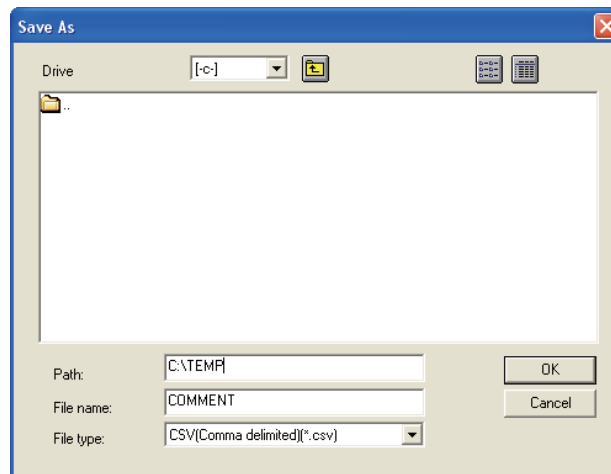 Save As
Drive [-c-]
..
Path: C:\TEMP
File name: COMMENT
File type: CSV(Comma delimited)(*.csv)
OK
Cancel